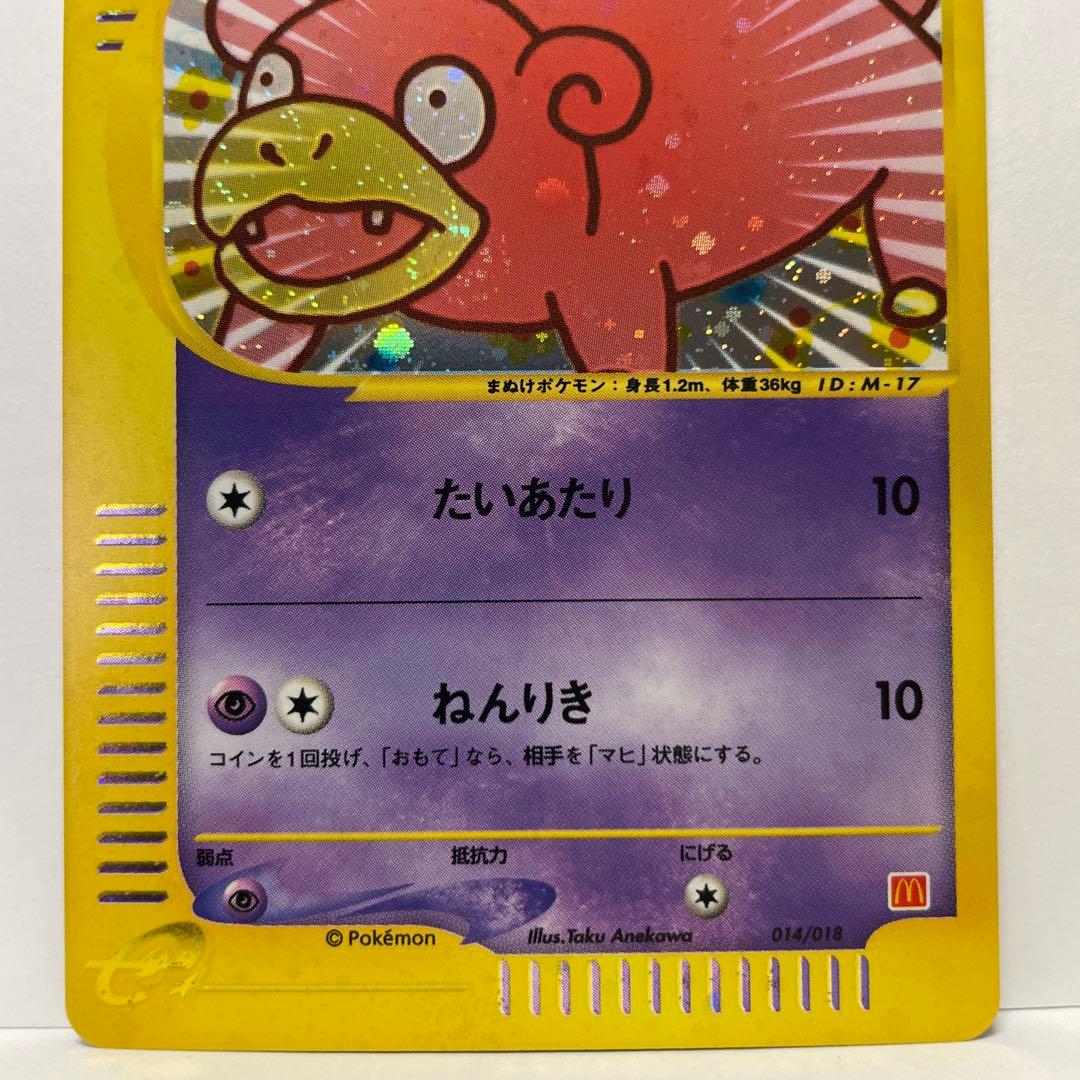 まぬけポケモン：身長1.2m、体重36kg ID:M-17
たいあたり 10
ねんりき 10
コインを1回投げ、「おもて」なら、相手を「マヒ」状態にする。
弱点 抵抗力 にげる
© Pokémon Illus.Taku Anekawa 014/018